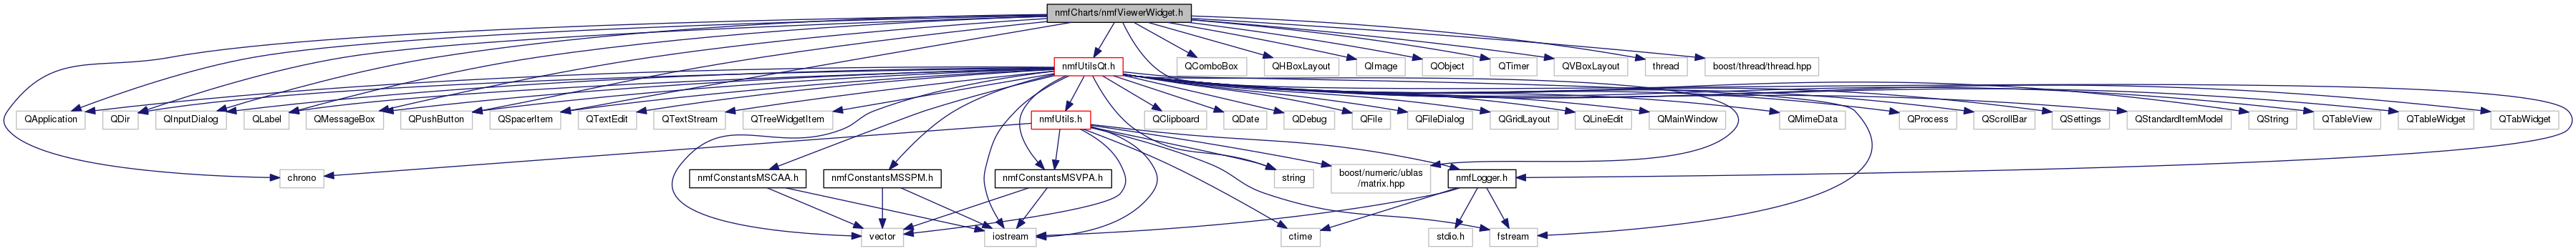 nmfCharts/nmfViewerWidget.h
nmfUtilsQt.h
QComboBox
QHBoxLayout
QImage
QObject
QTimer
QVBoxLayout
thread
boost/thread/thread.hpp
QApplication
QDir
QInputDialog
QLabel
QMessageBox
QPushButton
QSpacerItem
QTextEdit
QTextStream
QTreeWidgetItem
nmfUtils.h
QClipboard
QDate
QDebug
QFile
QFileDialog
QGridLayout
QLineEdit
QMainWindow
QMimeData
QProcess
QScrollBar
QSettings
QStandardItemModel
QString
QTableView
QTableWidget
QTabWidget
chrono
nmfConstantsMSCAA.h
nmfConstantsMSSPM.h
nmfConstantsMSVPA.h
string
boost/numeric/ublas
/matrix.hpp
nmfLogger.h
vector
iostream
ctime
stdio.h
fstream